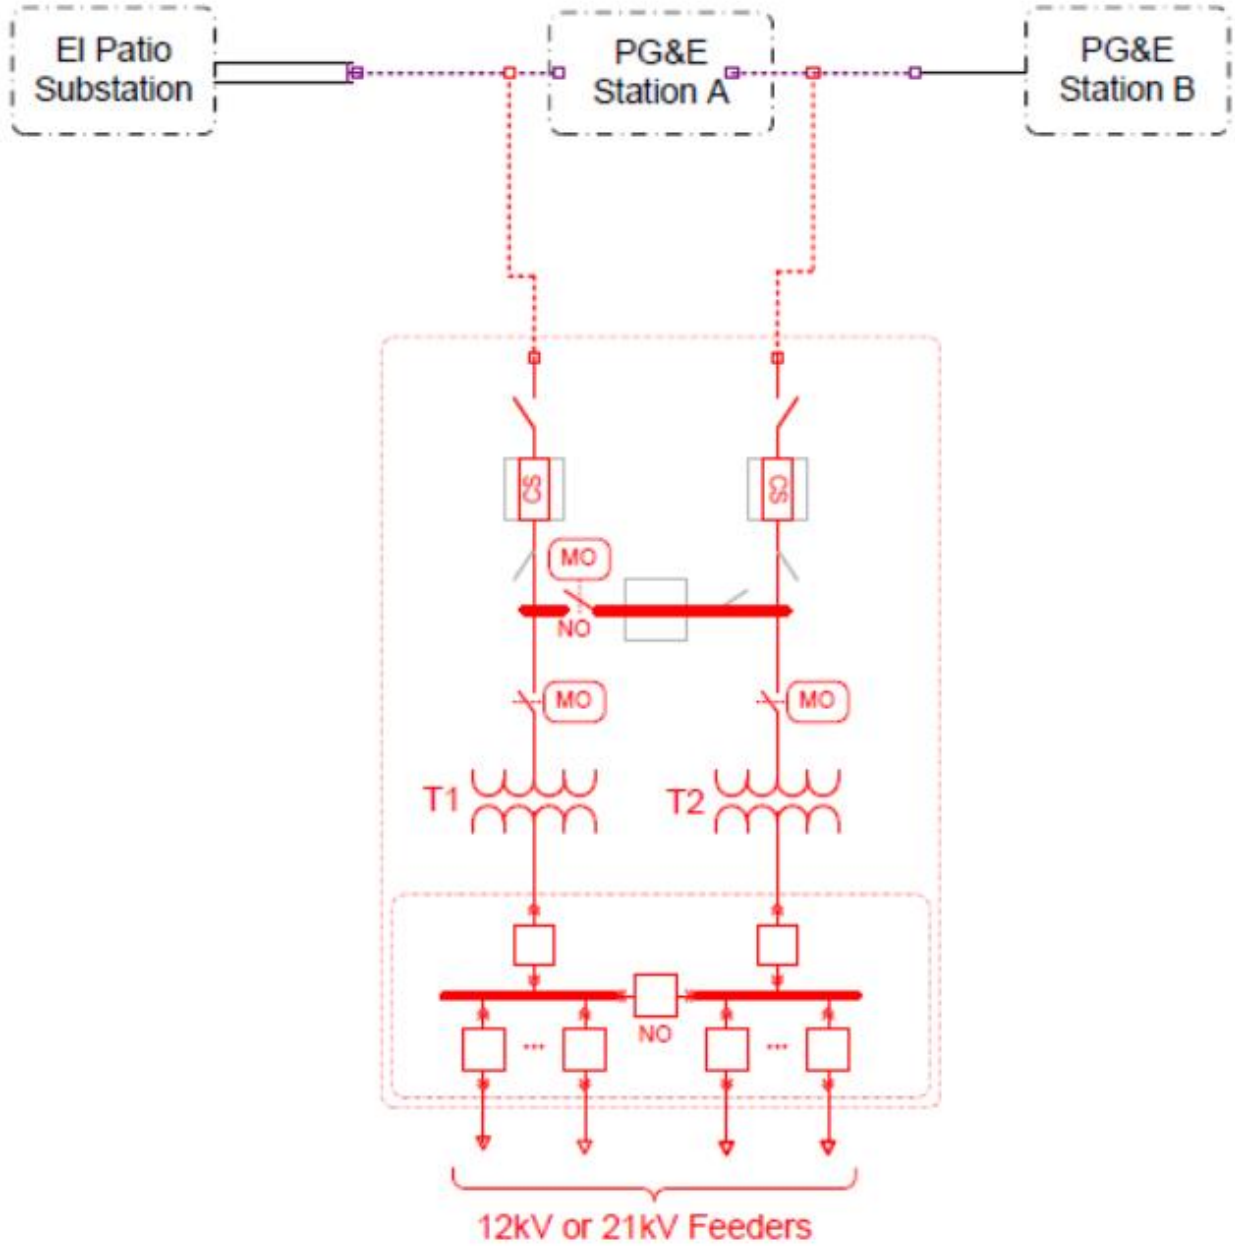 El Patio
Substation
PG&E
Station A
PG&E
Station B
CS
CS
MO
NO
MO
MO
T1
T2
...
...
NO
12kV or 21kV Feeders